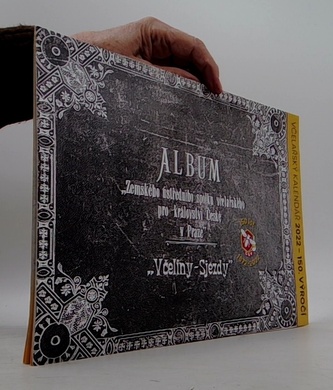 ALBUM
„Zemského ústředního spolku včelařského
pro království České
v Praze
„Včelíny-Sjezdy"
VČELAŘSKÝ KALENDÁŘ 2022 - 150. VÝROČÍ